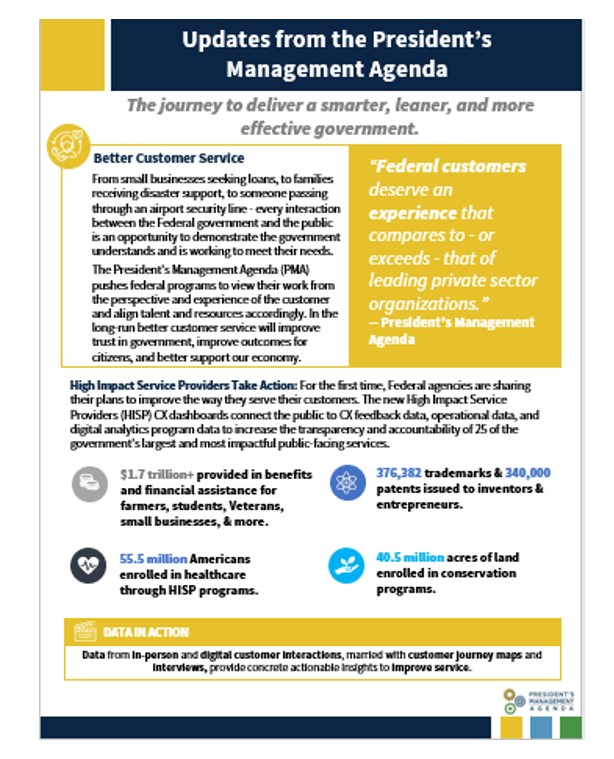 Updates from the President's
Management Agenda
The journey to deliver a smarter, leaner, and more
effective government.
Better Customer Service
From small businesses seeking loans, to families
receiving disaster support, to someone passing
through an airport security line - every interaction
between the Federal government and the public
is an opportunity to demonstrate the government
understands and is working to meet their needs.
The President's Management Agenda (PMA)
pushes federal programs to view their work from
the perspective and experience of the customer
and align talent and resources accordingly. In the
long-run better customer service will improve
trust in government, improve outcomes for
citizens, and better support our economy.
"Federal customers
deserve an
experience that
compares to - or
exceeds - that of
leading private sector
organizations."
– President's Management
Agenda
High Impact Service Providers Take Action: For the first time, Federal agencies are sharing
their plans to improve the way they serve their customers. The new High Impact Service
Providers (HISP) CX dashboards connect the public to CX feedback data, operational data, and
digital analytics program data to increase the transparency and accountability of 25 of the
government's largest and most impactful public-facing services.
$1.7 trillion+ provided in benefits
and financial assistance for
farmers, students, Veterans,
small businesses, & more.
376,382 trademarks & 340,000
patents issued to inventors &
entrepreneurs.
55.5 million Americans
enrolled in healthcare
through HISP programs.
40.5 million acres of land
enrolled in conservation
programs.
DATA IN ACTION
Data from in-person and digital customer interactions, married with customer journey maps and
interviews, provide concrete actionable insights to improve service.
PRESIDENT'S
MANAGEMENT
AGENDA